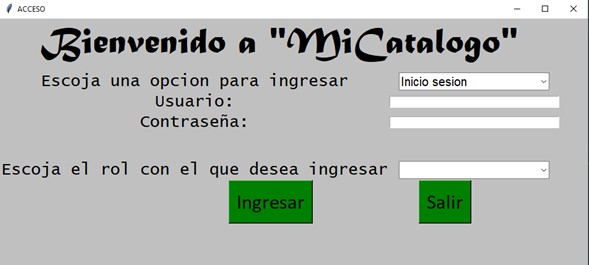 ACCESO
Bienvenido a "MiCatalogo"
Escoja una opcion para ingresar Inicio sesion
Usuario:
Contraseña:
Escoja el rol con el que desea ingresar
Ingresar Salir